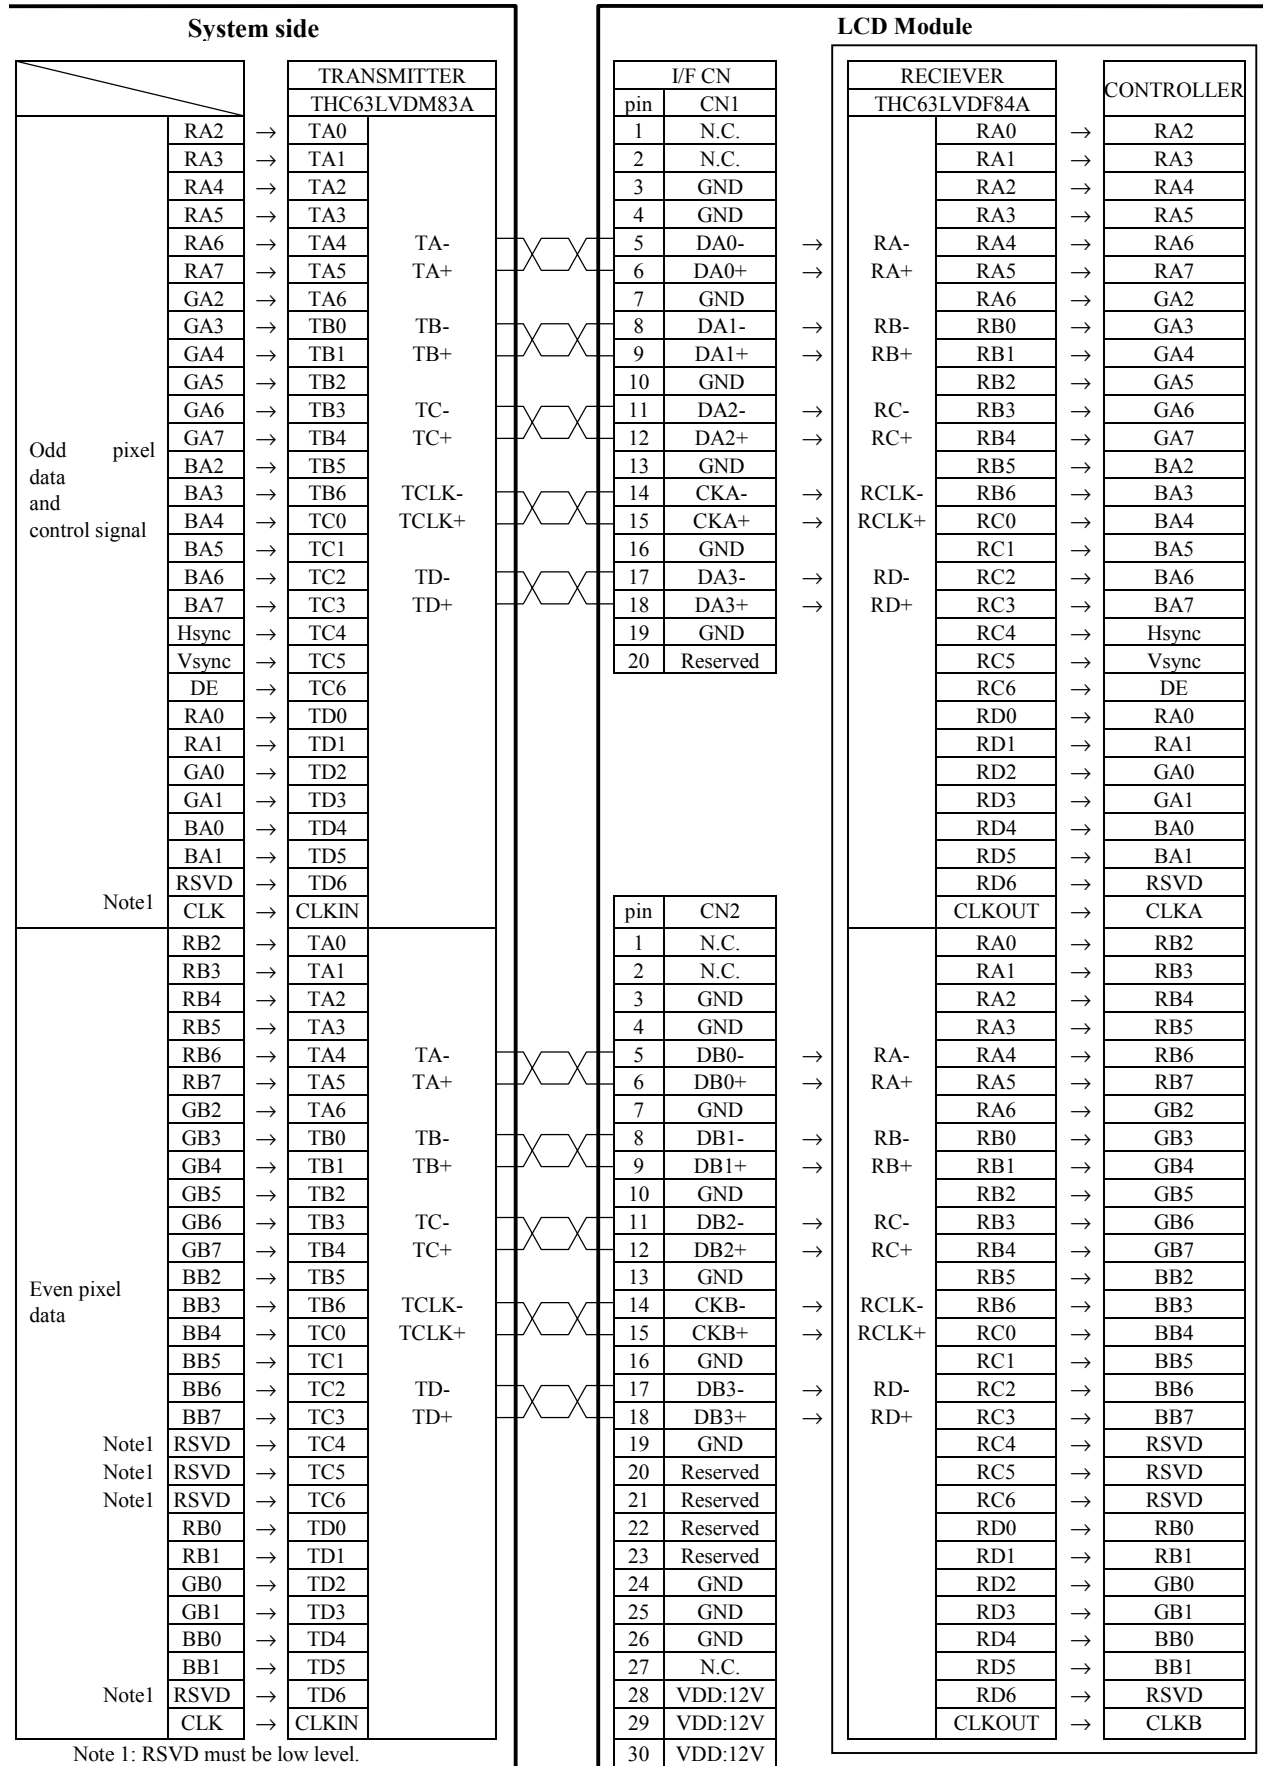 System side LCD Module
TRANSMITTER I/F CN RECIEVER CONTROLLER
THC63LVDM83A pin CN1 THC63LVDF84A
RA2 → TA0 1 N.C. RA0 → RA2
RA3 → TA1 2 N.C. RA1 → RA3
RA4 → TA2 3 GND RA2 → RA4
RA5 → TA3 4 GND RA3 → RA5
RA6 → TA4 TA- 5 DA0- → RA- RA4 → RA6
RA7 → TA5 TA+ 6 DA0+ → RA+ RA5 → RA7
GA2 → TA6 7 GND RA6 → GA2
GA3 → TB0 TB- 8 DA1- → RB- RB0 → GA3
GA4 → TB1 TB+ 9 DA1+ → RB+ RB1 → GA4
GA5 → TB2 10 GND RB2 → GA5
GA6 → TB3 TC- 11 DA2- → RC- RB3 → GA6
Odd pixel GA7 → TB4 TC+ 12 DA2+ → RC+ RB4 → GA7
data BA2 → TB5 13 GND RB5 → BA2
and BA3 → TB6 TCLK- 14 CKA- → RCLK- RB6 → BA3
control signal BA4 → TC0 TCLK+ 15 CKA+ → RCLK+ RC0 → BA4
BA5 → TC1 16 GND RC1 → BA5
BA6 → TC2 TD- 17 DA3- → RD- RC2 → BA6
BA7 → TC3 TD+ 18 DA3+ → RD+ RC3 → BA7
Hsync → TC4 19 GND RC4 → Hsync
Vsync → TC5 20 Reserved RC5 → Vsync
DE → TC6 RC6 → DE
RA0 → TD0 RD0 → RA0
RA1 → TD1 RD1 → RA1
GA0 → TD2 RD2 → GA0
GA1 → TD3 RD3 → GA1
BA0 → TD4 RD4 → BA0
BA1 → TD5 RD5 → BA1
RSVD → TD6 RD6 → RSVD
Note1 CLK → CLKIN pin CN2 CLKOUT → CLKA
RB2 → TA0 1 N.C. RA0 → RB2
RB3 → TA1 2 N.C. RA1 → RB3
RB4 → TA2 3 GND RA2 → RB4
RB5 → TA3 4 GND RA3 → RB5
RB6 → TA4 TA- 5 DB0- → RA- RA4 → RB6
RB7 → TA5 TA+ 6 DB0+ → RA+ RA5 → RB7
GB2 → TA6 7 GND RA6 → GB2
GB3 → TB0 TB- 8 DB1- → RB- RB0 → GB3
GB4 → TB1 TB+ 9 DB1+ → RB+ RB1 → GB4
GB5 → TB2 10 GND RB2 → GB5
GB6 → TB3 TC- 11 DB2- → RC- RB3 → GB6
GB7 → TB4 TC+ 12 DB2+ → RC+ RB4 → GB7
Even pixel BB2 → TB5 13 GND RB5 → BB2
data BB3 → TB6 TCLK- 14 CKB- → RCLK- RB6 → BB3
BB4 → TC0 TCLK+ 15 CKB+ → RCLK+ RC0 → BB4
BB5 → TC1 16 GND RC1 → BB5
BB6 → TC2 TD- 17 DB3- → RD- RC2 → BB6
BB7 → TC3 TD+ 18 DB3+ → RD+ RC3 → BB7
Note1 RSVD → TC4 19 GND RC4 → RSVD
Note1 RSVD → TC5 20 Reserved RC5 → RSVD
Note1 RSVD → TC6 21 Reserved RC6 → RSVD
RB0 → TD0 22 Reserved RD0 → RB0
RB1 → TD1 23 Reserved RD1 → RB1
GB0 → TD2 24 GND RD2 → GB0
GB1 → TD3 25 GND RD3 → GB1
BB0 → TD4 26 GND RD4 → BB0
BB1 → TD5 27 N.C. RD5 → BB1
Note1 RSVD → TD6 28 VDD:12V RD6 → RSVD
CLK → CLKIN 29 VDD:12V CLKOUT → CLKB
Note 1: RSVD must be low level. 30 VDD:12V